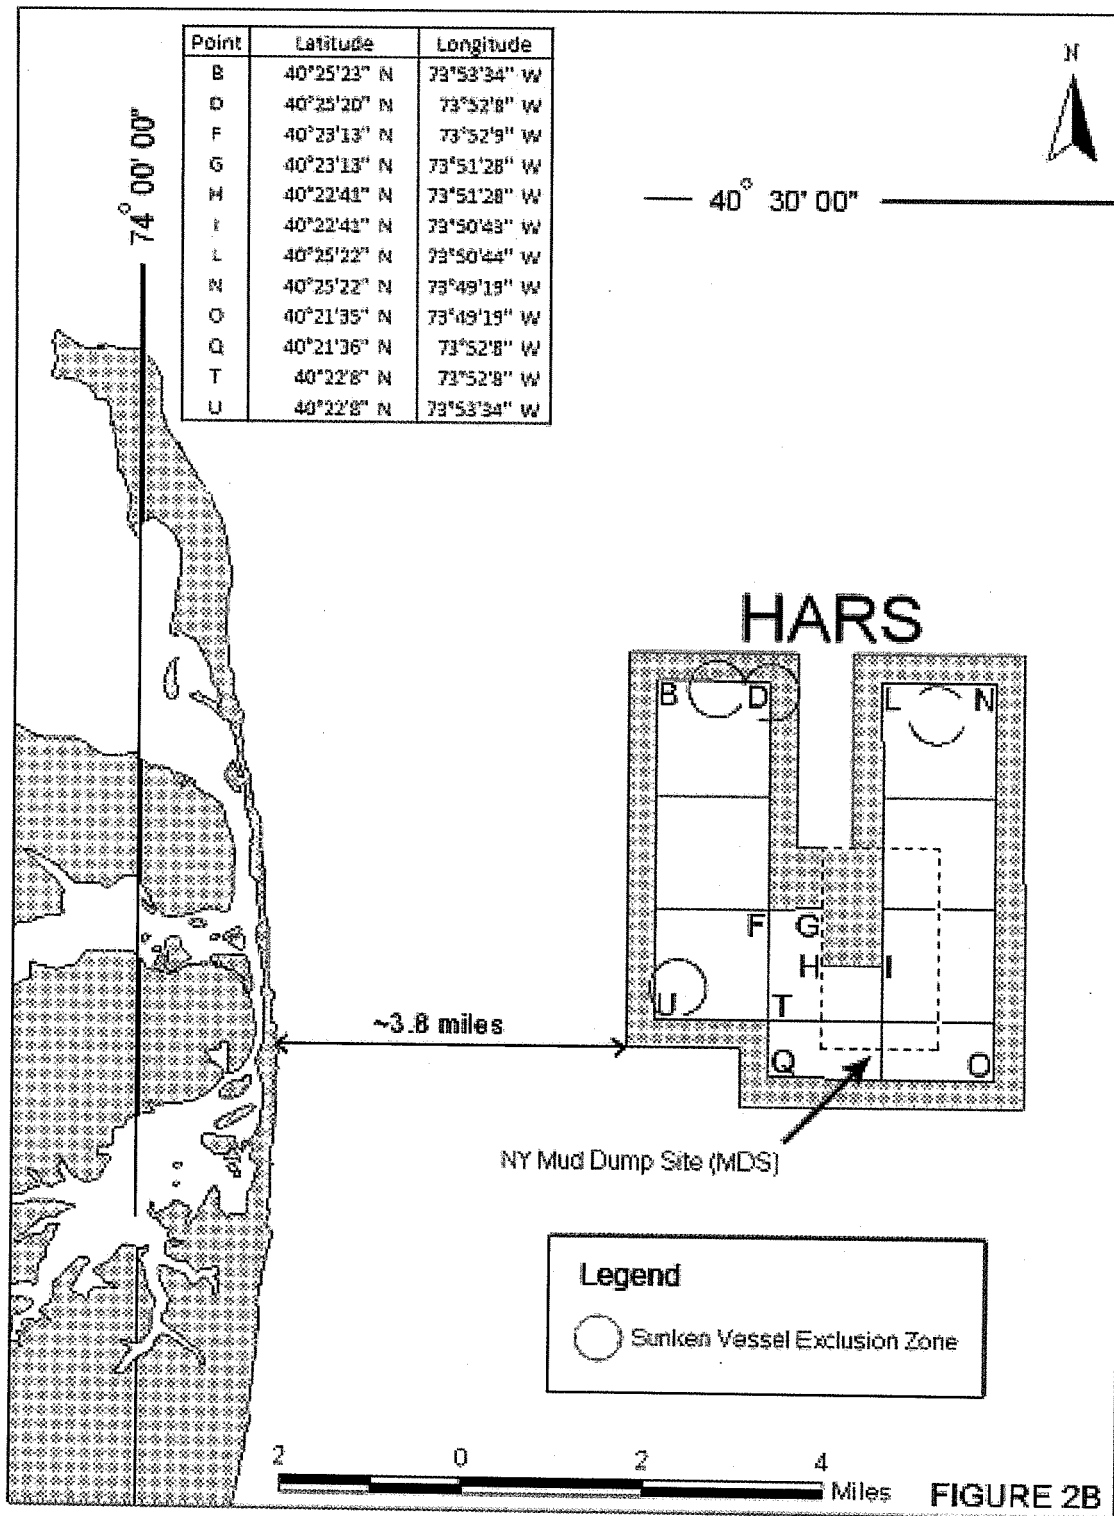 Point Latitude Longitude
B 40°25'23" N 73°53'34" W
D 40°25'20" N 73°52'8" W
F 40°23'13" N 73°52'9" W
G 40°23'13" N 73°51'28" W
H 40°22'41" N 73°51'28" W
I 40°22'41" N 73°50'43" W
L 40°25'22" N 73°50'44" W
N 40°25'22" N 73°49'19" W
O 40°21'35" N 73°49'19" W
Q 40°21'36" N 73°52'8" W
T 40°22'8" N 73°52'8" W
U 40°22'8" N 73°53'34" W
N
74° 00' 00"
40° 30' 00"
HARS
B D L N
F G
H I
U T
~3.8 miles
Q O
NY Mud Dump Site (MDS)
Legend
Sunken Vessel Exclusion Zone
2 0 2 4
Miles
FIGURE 2B